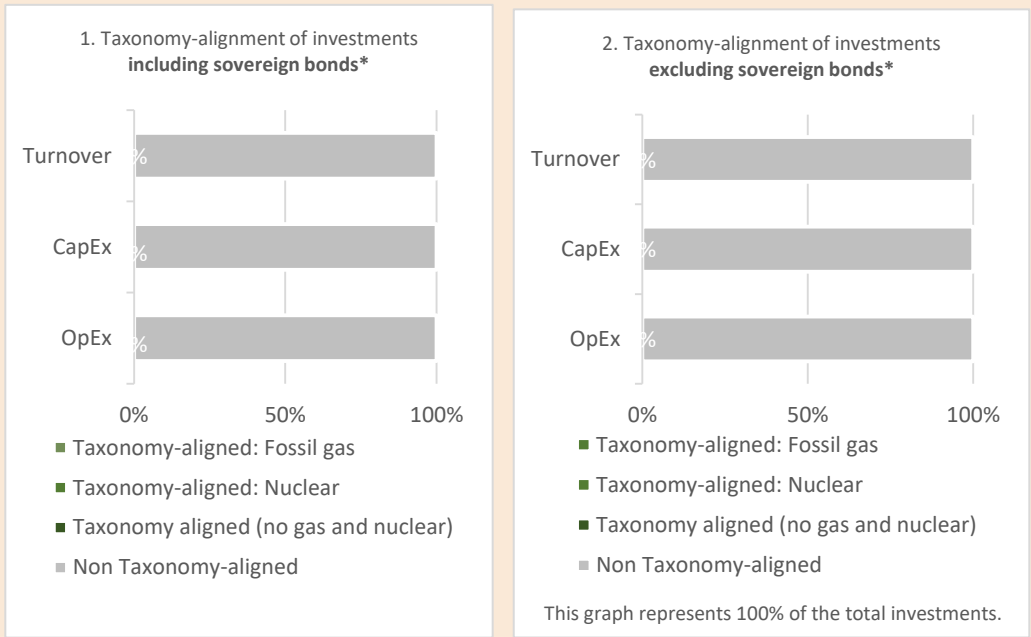 1. Taxonomy-alignment of investments
including sovereign bonds*
Turnover
%
CapEx
%
OpEx
%
0% 50% 100%
Taxonomy-aligned: Fossil gas
Taxonomy-aligned: Nuclear
Taxonomy aligned (no gas and nuclear)
Non Taxonomy-aligned
2. Taxonomy-alignment of investments
excluding sovereign bonds*
Turnover
%
CapEx
%
OpEx
%
0% 50% 100%
Taxonomy-aligned: Fossil gas
Taxonomy-aligned: Nuclear
Taxonomy aligned (no gas and nuclear)
Non Taxonomy-aligned
This graph represents 100% of the total investments.